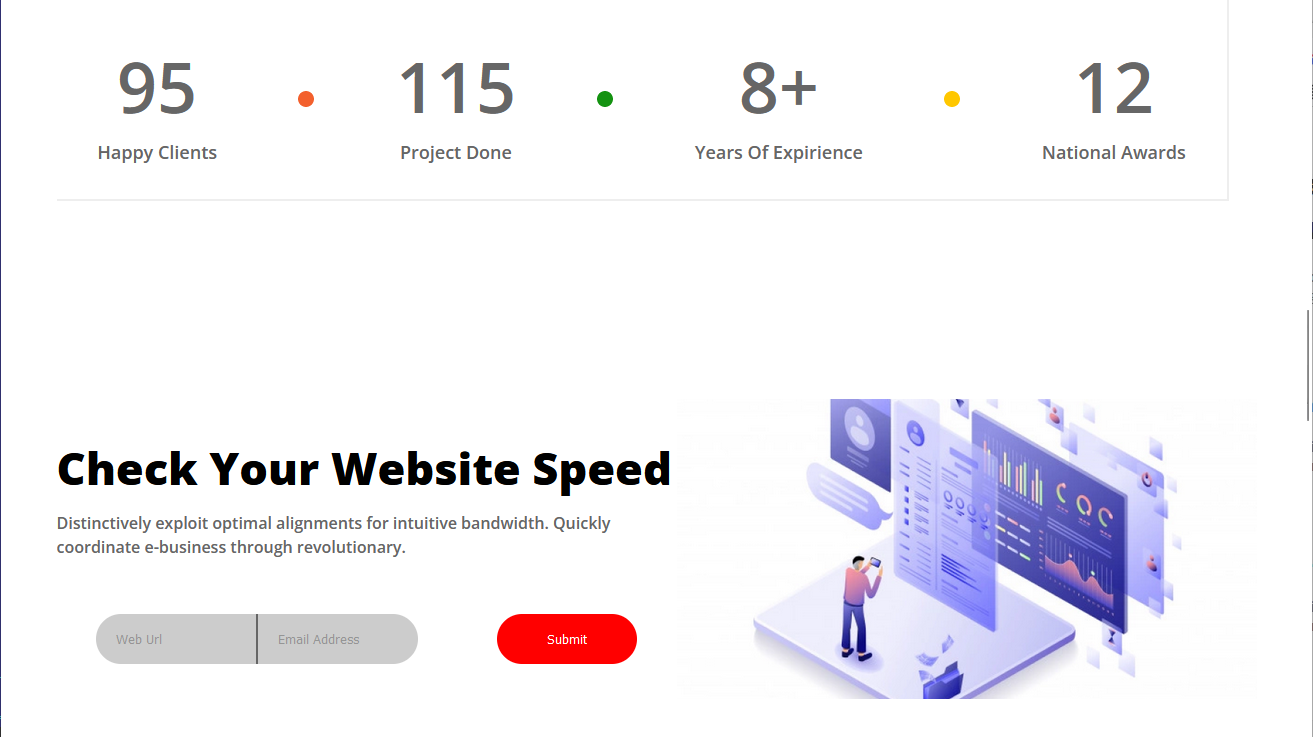 95
115
8+
12
Happy Clients
Project Done
Years Of Expirience
National Awards
Check Your Website Speed
Distinctively exploit optimal alignments for intuitive bandwidth. Quickly
coordinate e-business through revolutionary.
Web Url
Email Address
Submit